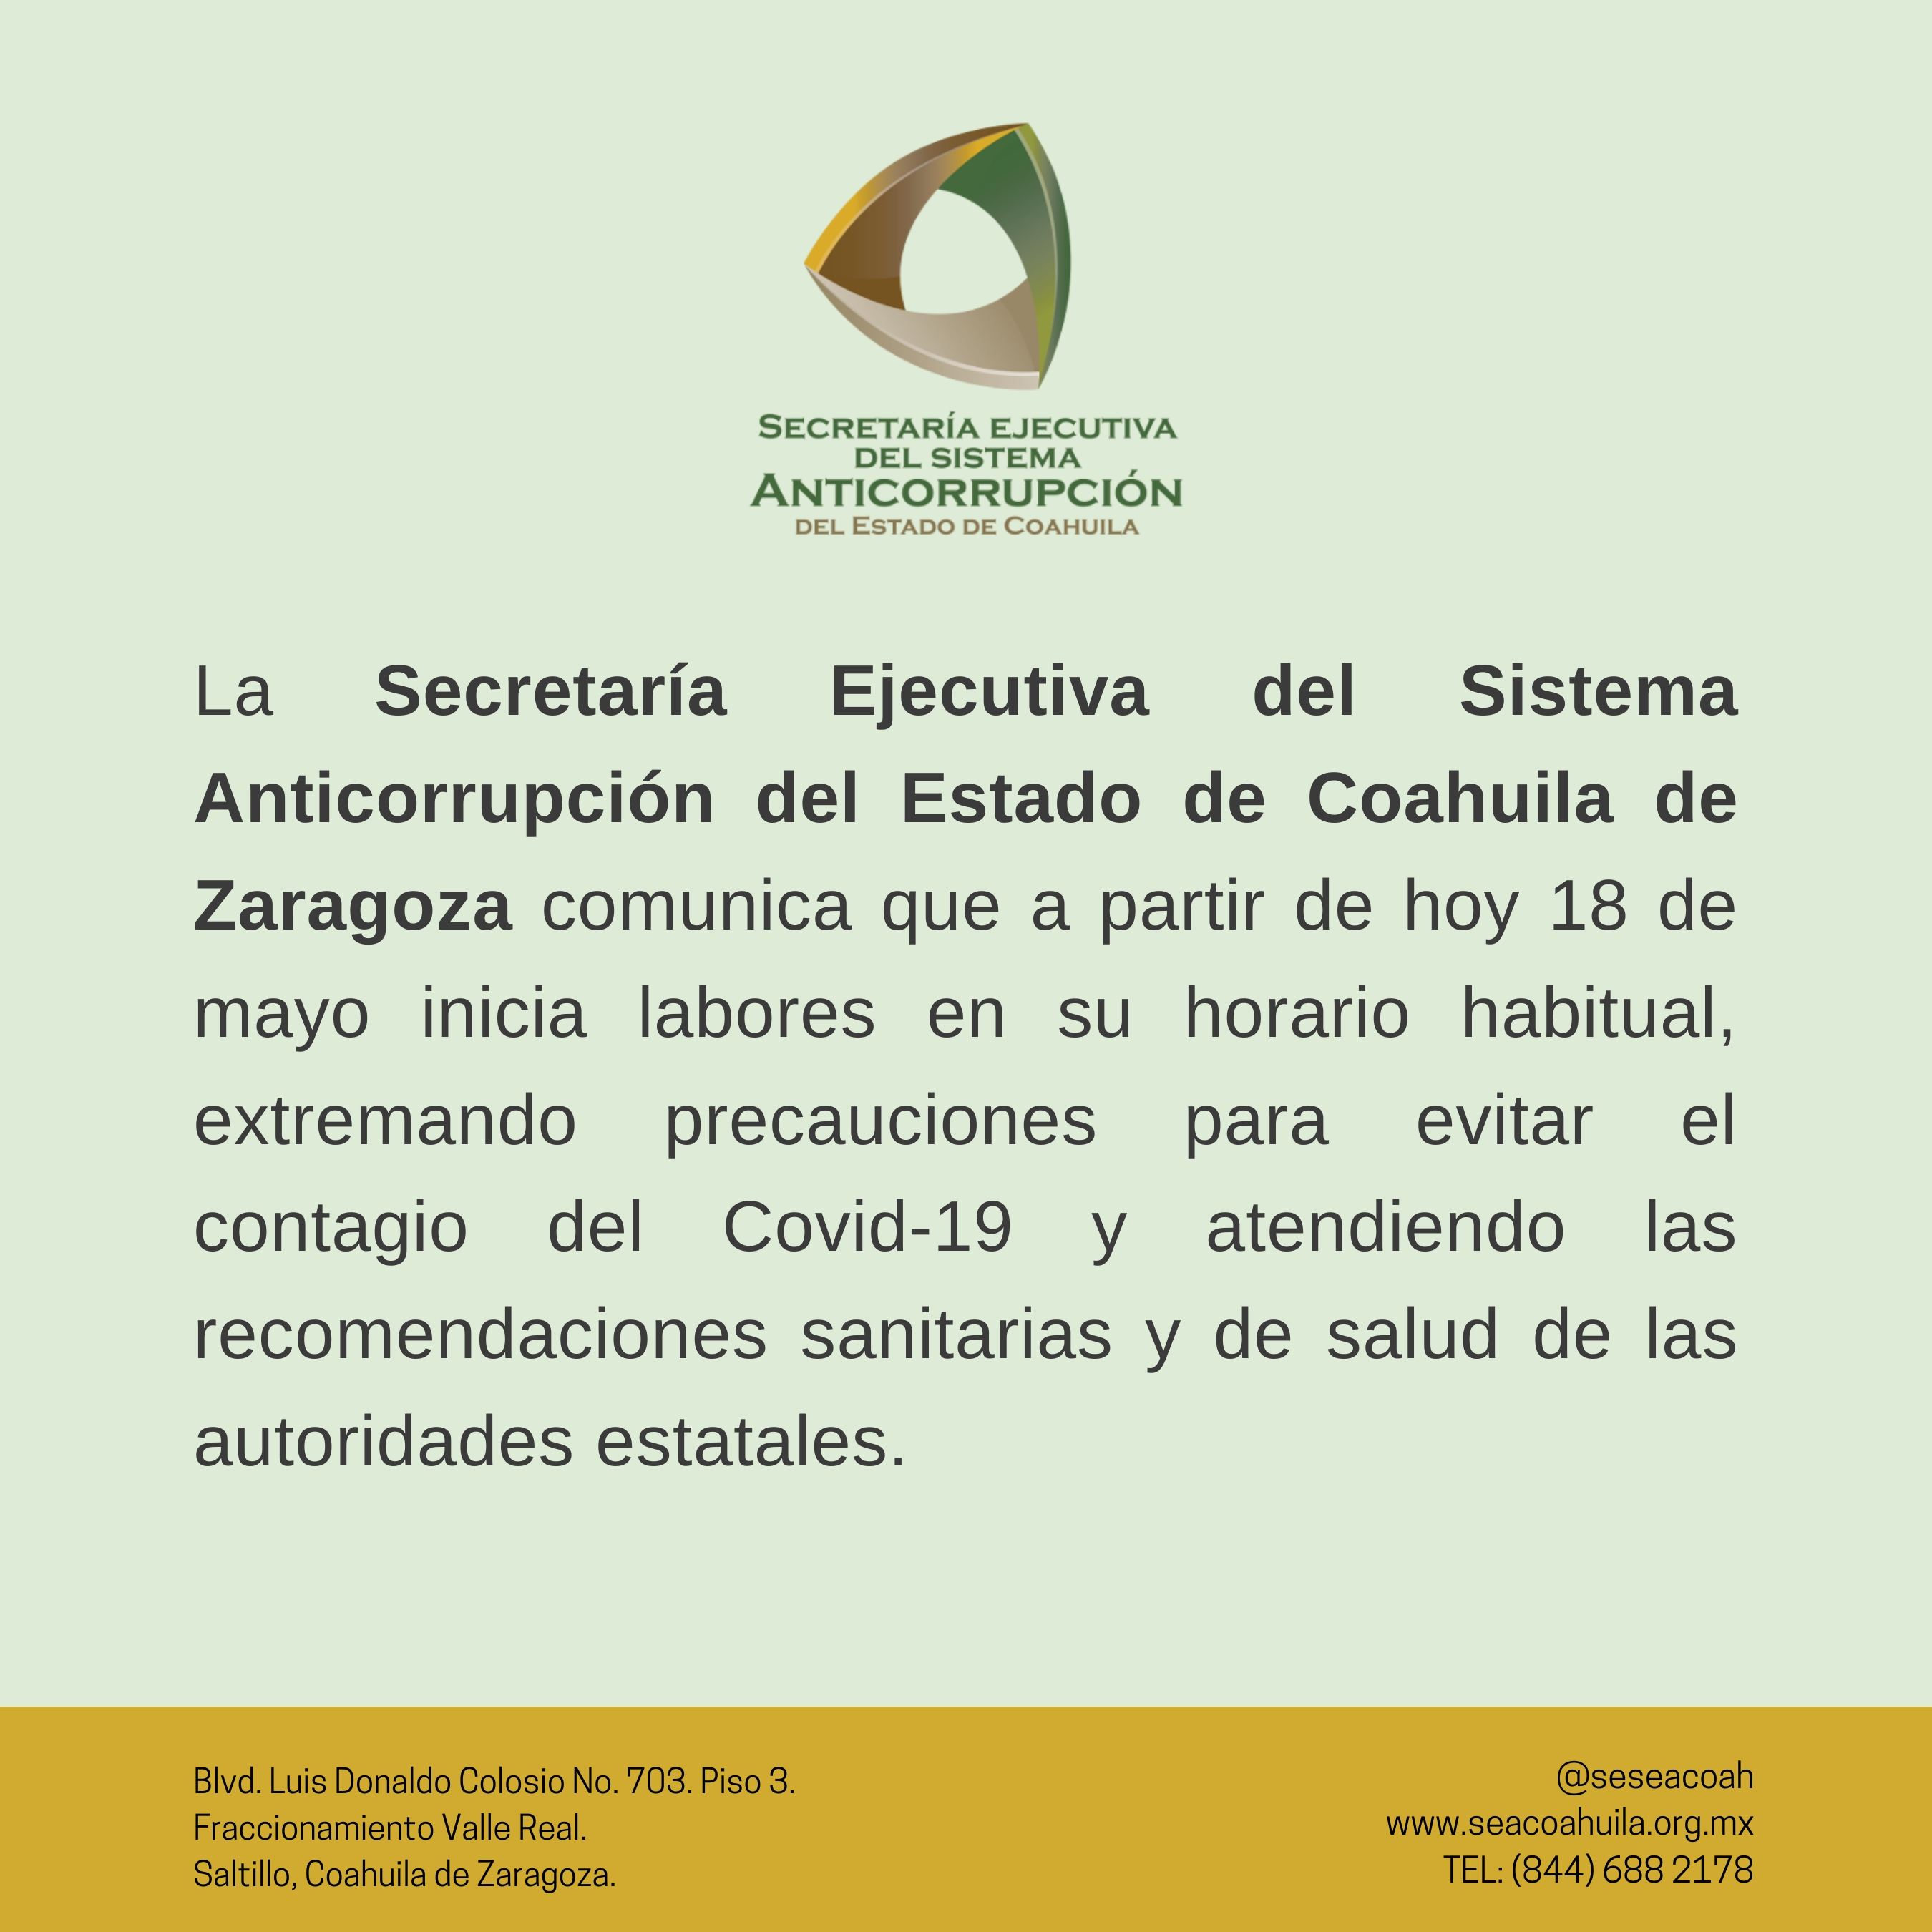 SECRETARÍA EJECUTIVA
DEL SISTEMA
ANTICORRUPCIÓN
DEL ESTADO DE COAHUILA
La Secretaría Ejecutiva del Sistema
Anticorrupción del Estado de Coahuila de
Zaragoza comunica que a partir de hoy 18 de
mayo inicia labores en su horario habitual,
extremando precauciones para evitar el
contagio del Covid-19 y atendiendo las
recomendaciones sanitarias y de salud de las
autoridades estatales.
Blvd. Luis Donaldo Colosio No. 703. Piso 3.
Fraccionamiento Valle Real.
Saltillo, Coahuila de Zaragoza.
@seseacoah
www.seacoahuila.org.mx
TEL: (844) 688 2178